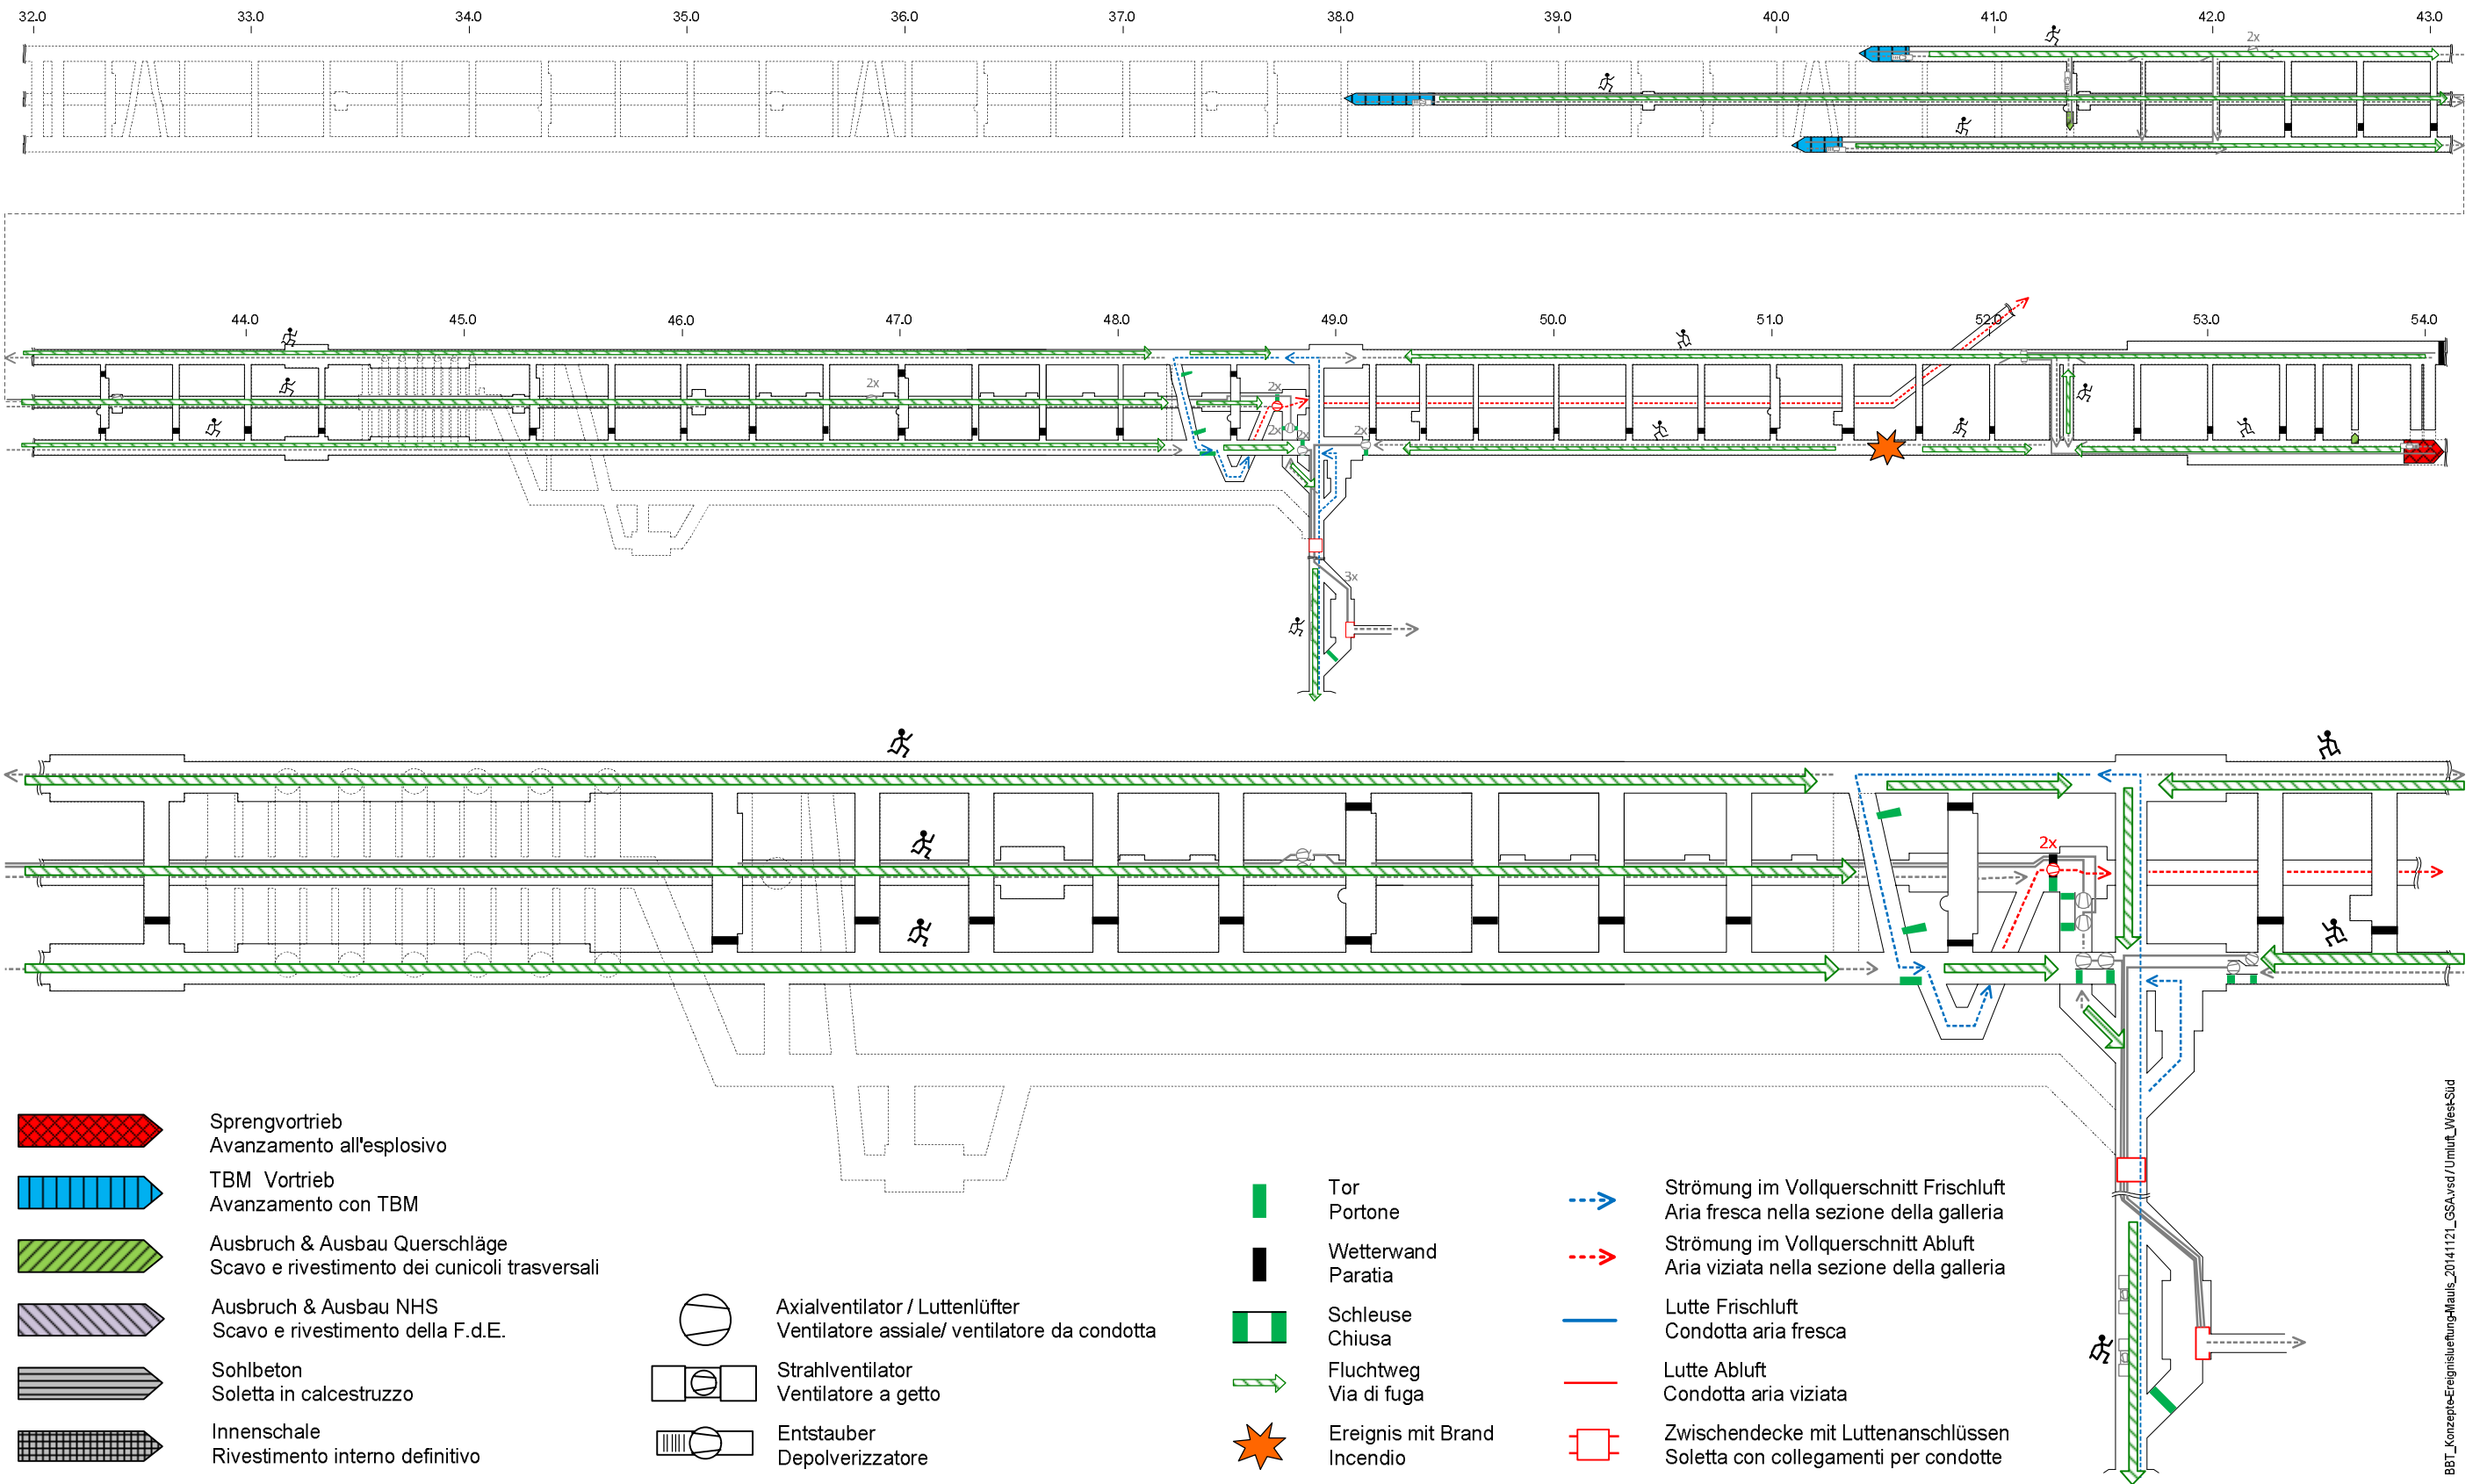 32.0 33.0 34.0 35.0 36.0 37.0 38.0 39.0 40.0 41.0 42.0 43.0
2x
44.0 45.0 46.0 47.0 48.0 49.0 50.0 51.0 52.0 53.0 54.0
2x
2x
2x
2x
2x
3x
2x
Sprengvortrieb
Avanzamento all'esplosivo
TBM Vortrieb
Avanzamento con TBM
Ausbruch & Ausbau Querschläge
Scavo e rivestimento dei cunicoli trasversali
Ausbruch & Ausbau NHS
Scavo e rivestimento della F.d.E.
Sohlbeton
Soletta in calcestruzzo
Innenschale
Rivestimento interno definitivo
Axialventilator / Luttenlüfter
Ventilatore assiale/ ventilatore da condotta
Strahlventilator
Ventilatore a getto
Entstauber
Depolverizzatore
Tor
Portone
Wetterwand
Paratia
Schleuse
Chiusa
Fluchtweg
Via di fuga
Ereignis mit Brand
Incendio
Strömung im Vollquerschnitt Frischluft
Aria fresca nella sezione della galleria
Strömung im Vollquerschnitt Abluft
Aria viziata nella sezione della galleria
Lutte Frischluft
Condotta aria fresca
Lutte Abluft
Condotta aria viziata
Zwischendecke mit Luttenanschlüssen
Soletta con collegamenti per condotte
BBT_Konzepte-Ereignislueftung-Mauls_20141121_GSA.vsd / Umluft_West-Süd